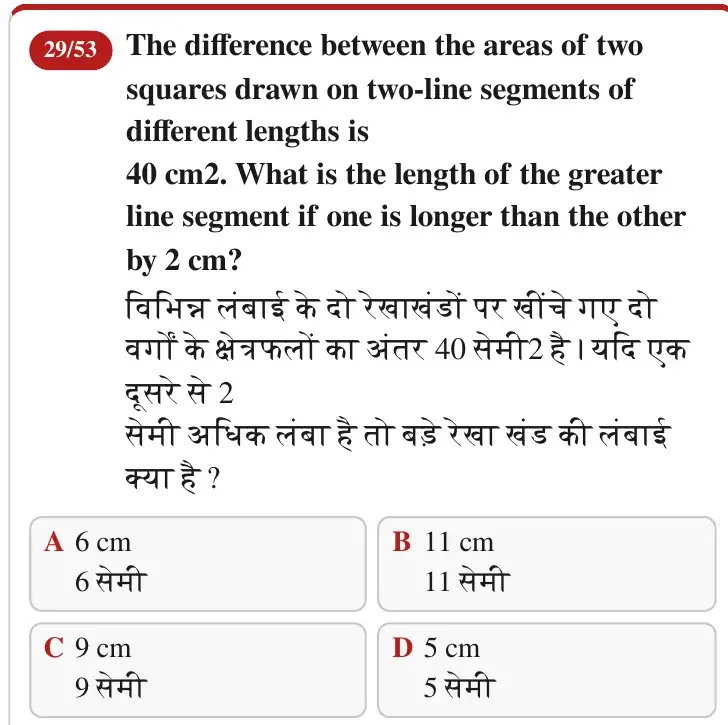 29/53 The difference between the areas of two
squares drawn on two-line segments of
different lengths is
40 cm2. What is the length of the greater
line segment if one is longer than the other
by 2 cm?
विभिन्न लंबाई के दो रेखाखंडों पर खींचे गए दो
वर्गों के क्षेत्रफलों का अंतर 40 सेमी2 है। यदि एक
दूसरे से 2
सेमी अधिक लंबा है तो बड़े रेखा खंड की लंबाई
क्या है ?
A 6 cm
6 सेमी
B 11 cm
11 सेमी
C 9 cm
9 सेमी
D 5 cm
5 सेमी